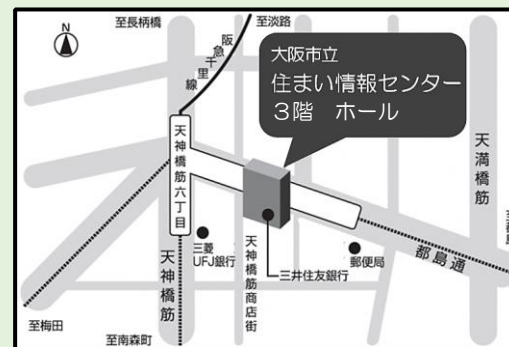 至長柄橋
至淡路
N
阪急千里線
大阪市立
住まい情報センター
3階 ホール
天神橋筋六丁目
天満橋筋
三菱
UFJ銀行
天神橋筋
天神橋筋商店街
三井住友銀行
郵便局
都島通
至梅田
至南森町